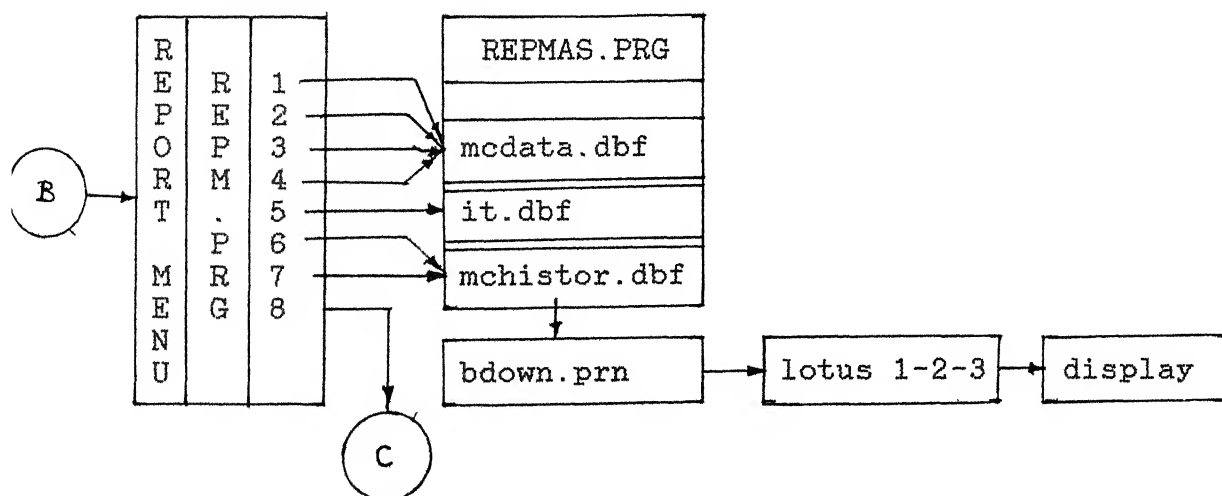 B
REPORT MENU
REPM.PRG
1
2
3
4
5
6
7
8
REPMAS.PRG
mcdata.dbf
it.dbf
mchistor.dbf
bdown.prn
lotus 1-2-3
display
C